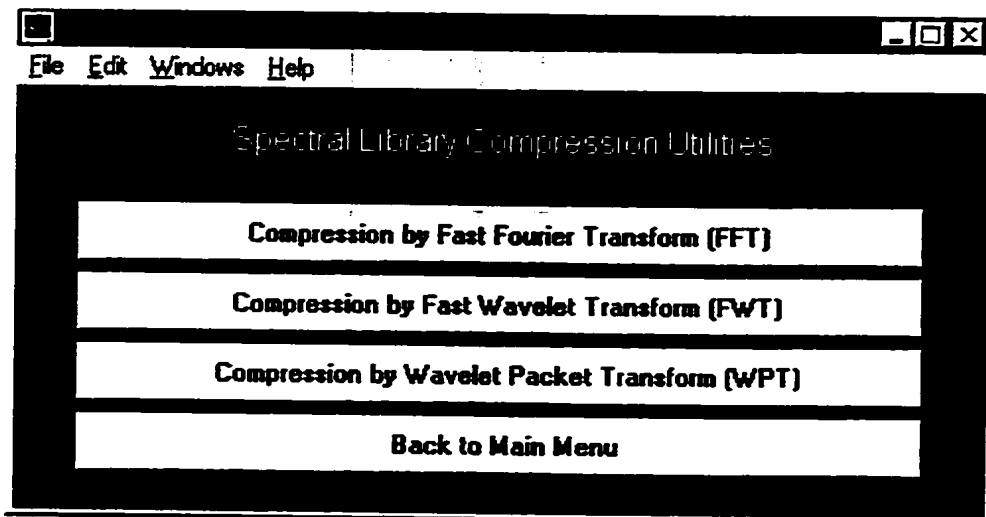 File Edit Windows Help
Spectral Library Compression Utilities
Compression by Fast Fourier Transform (FFT)
Compression by Fast Wavelet Transform (FWT)
Compression by Wavelet Packet Transform (WPT)
Back to Main Menu